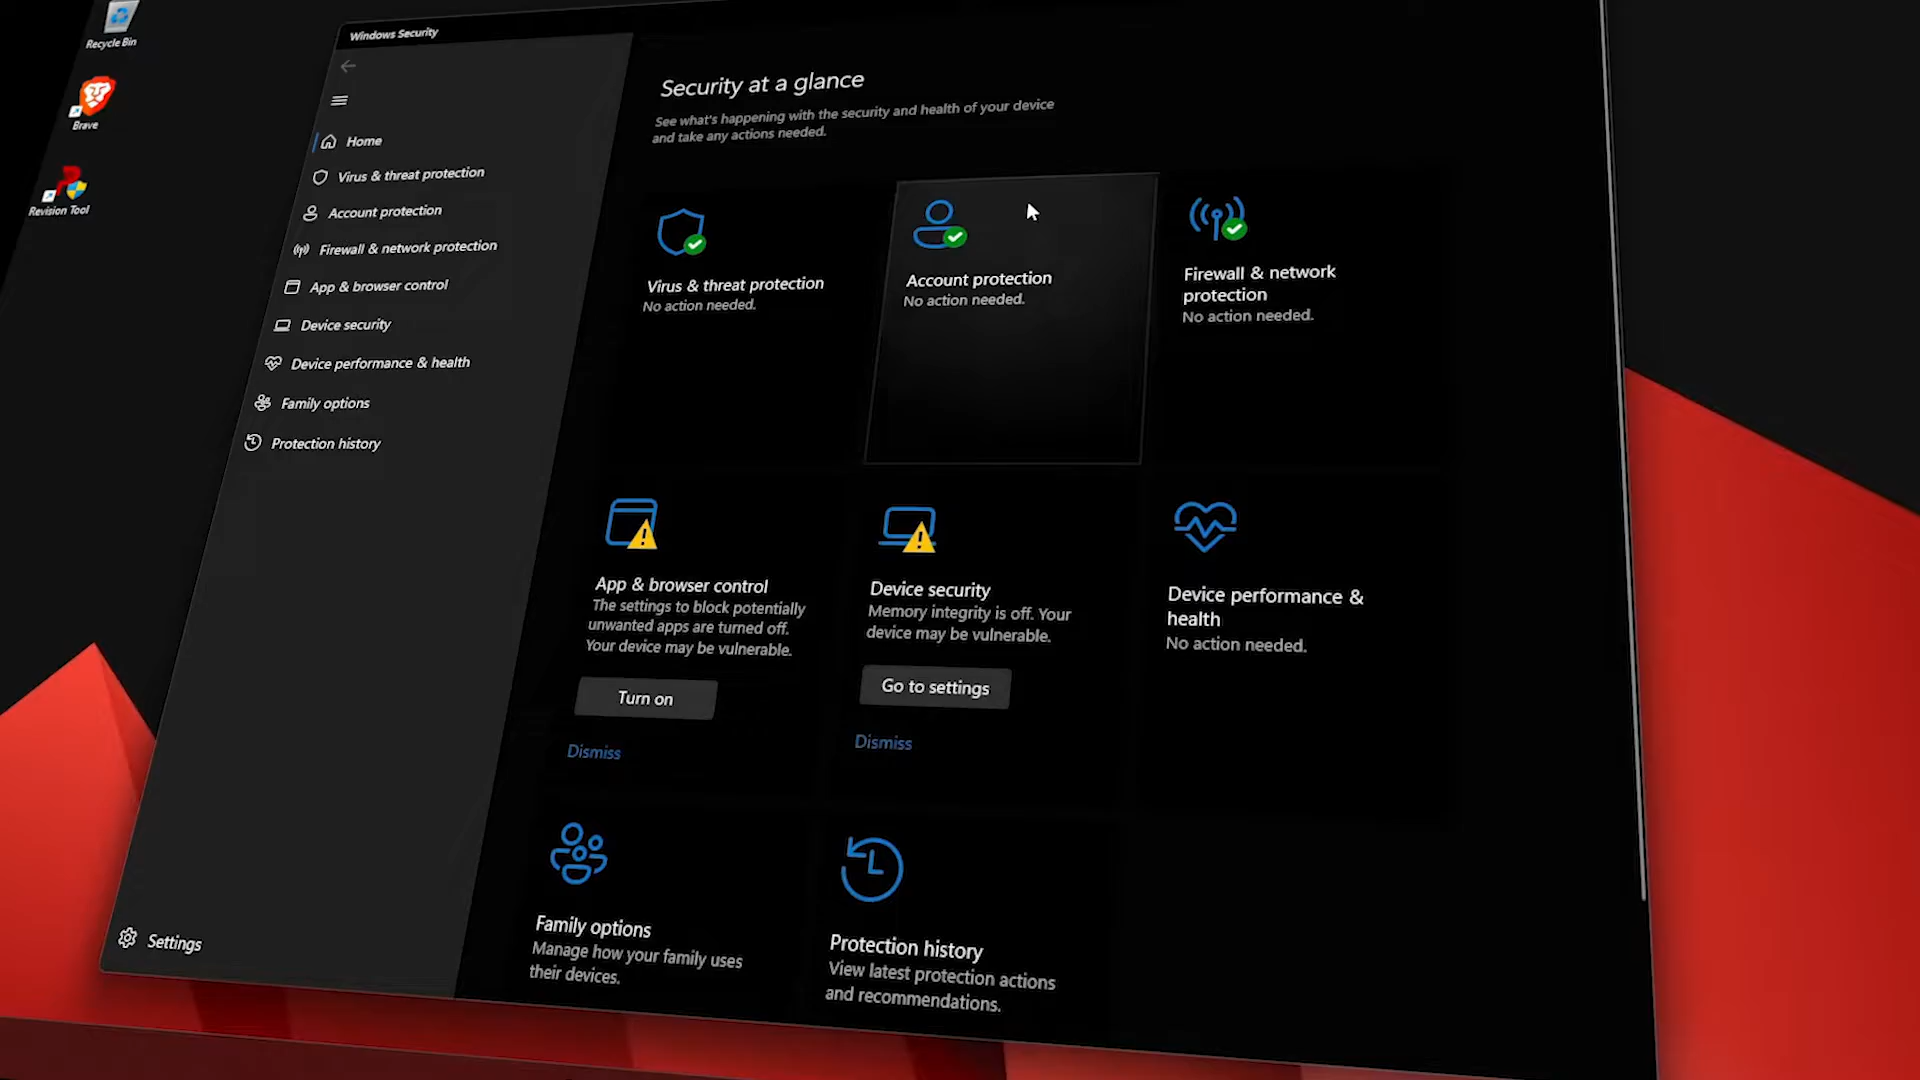 Recycle Bin
Brave
Revision Tool
Windows Security
Home
Virus & threat protection
Account protection
Firewall & network protection
App & browser control
Device security
Device performance & health
Family options
Protection history
Settings
Security at a glance
See what's happening with the security and health of your device
and take any actions needed.
Virus & threat protection
No action needed.
Account protection
No action needed.
Firewall & network
protection
No action needed.
App & browser control
The settings to block potentially
unwanted apps are turned off.
Your device may be vulnerable.
Turn on
Dismiss
Device security
Memory integrity is off. Your
device may be vulnerable.
Go to settings
Dismiss
Device performance &
health
No action needed.
Family options
Manage how your family uses
their devices.
Protection history
View latest protection actions
and recommendations.